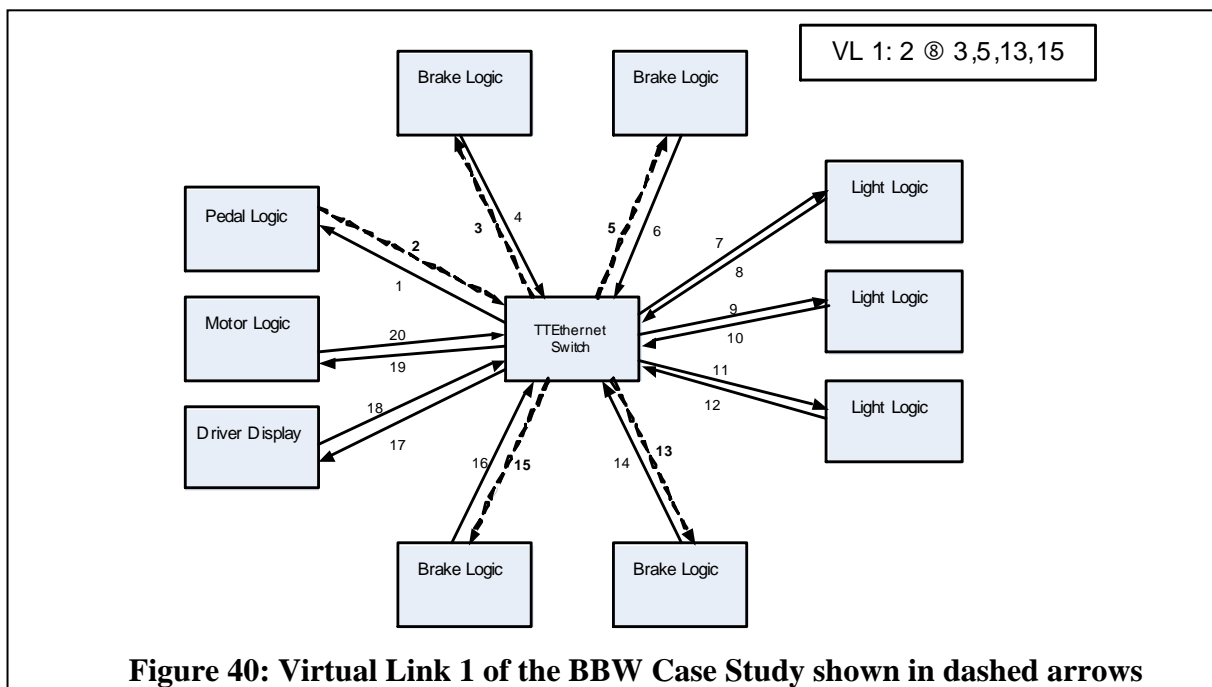 VL 1: 2 ® 3,5,13,15
Brake Logic
Brake Logic
Pedal Logic
Light Logic
4
3
5
6
2
7
8
1
Motor Logic
TTEthernet
Switch
Light Logic
9
10
20
19
11
12
Driver Display
18
17
Light Logic
16
15
14
13
Brake Logic
Brake Logic
Figure 40: Virtual Link 1 of the BBW Case Study shown in dashed arrows